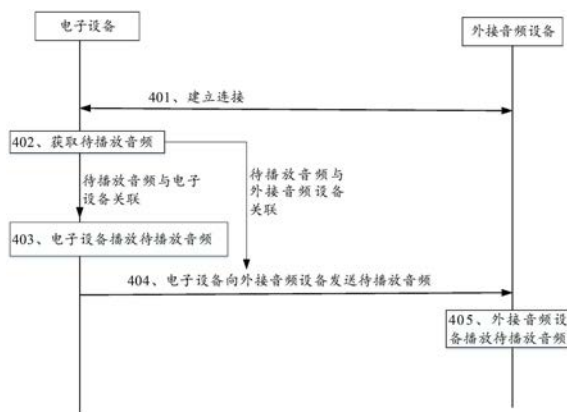 电子设备
外接音频设备
401、建立连接
402、获取待播放音频
待播放音频与电子
设备关联
待播放音频与
外接音频设备
关联
403、电子设备播放待播放音频
404、电子设备向外接音频设备发送待播放音频
405、外接音频设
备播放待播放音频